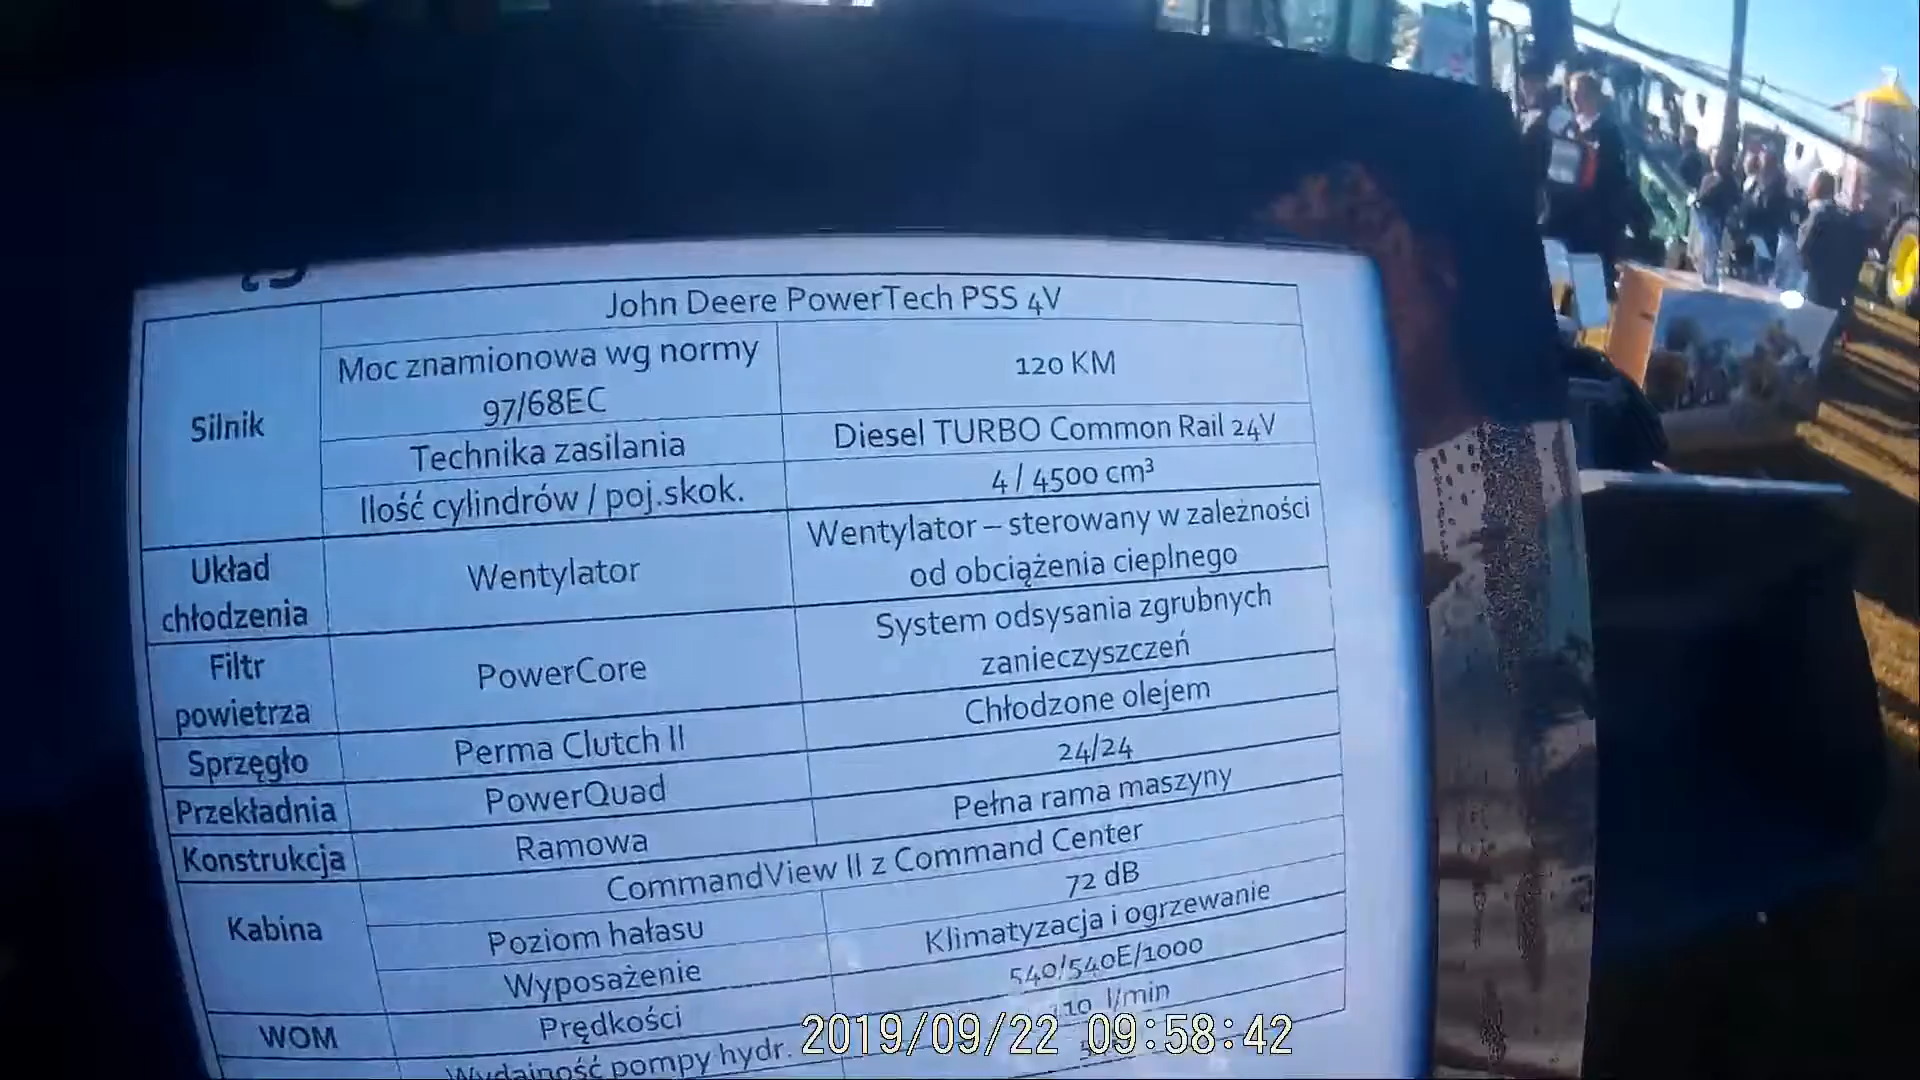 John Deere PowerTech PSS 4V
Silnik
Moc znamionowa wg normy
97/68EC
120 KM
Technika zasilania
Diesel TURBO Common Rail 24V
Ilość cylindrów / poj.skok.
4 / 4500 cm³
Układ
chłodzenia
Wentylator
Wentylator – sterowany w zależności
od obciążenia cieplnego
Filtr
powietrza
PowerCore
System odsysania zgrubnych
zanieczyszczeń
Sprzęgło
Perma Clutch II
Chłodzone olejem
Przekładnia
PowerQuad
24/24
Konstrukcja
Ramowa
Pełna rama maszyny
Kabina
CommandView II z Command Center
Poziom hałasu
72 dB
Wyposażenie
Klimatyzacja i ogrzewanie
WOM
Prędkości
540/540E/1000
Wydajność pompy hydr.
l/min
2019/09/22 09:58:42